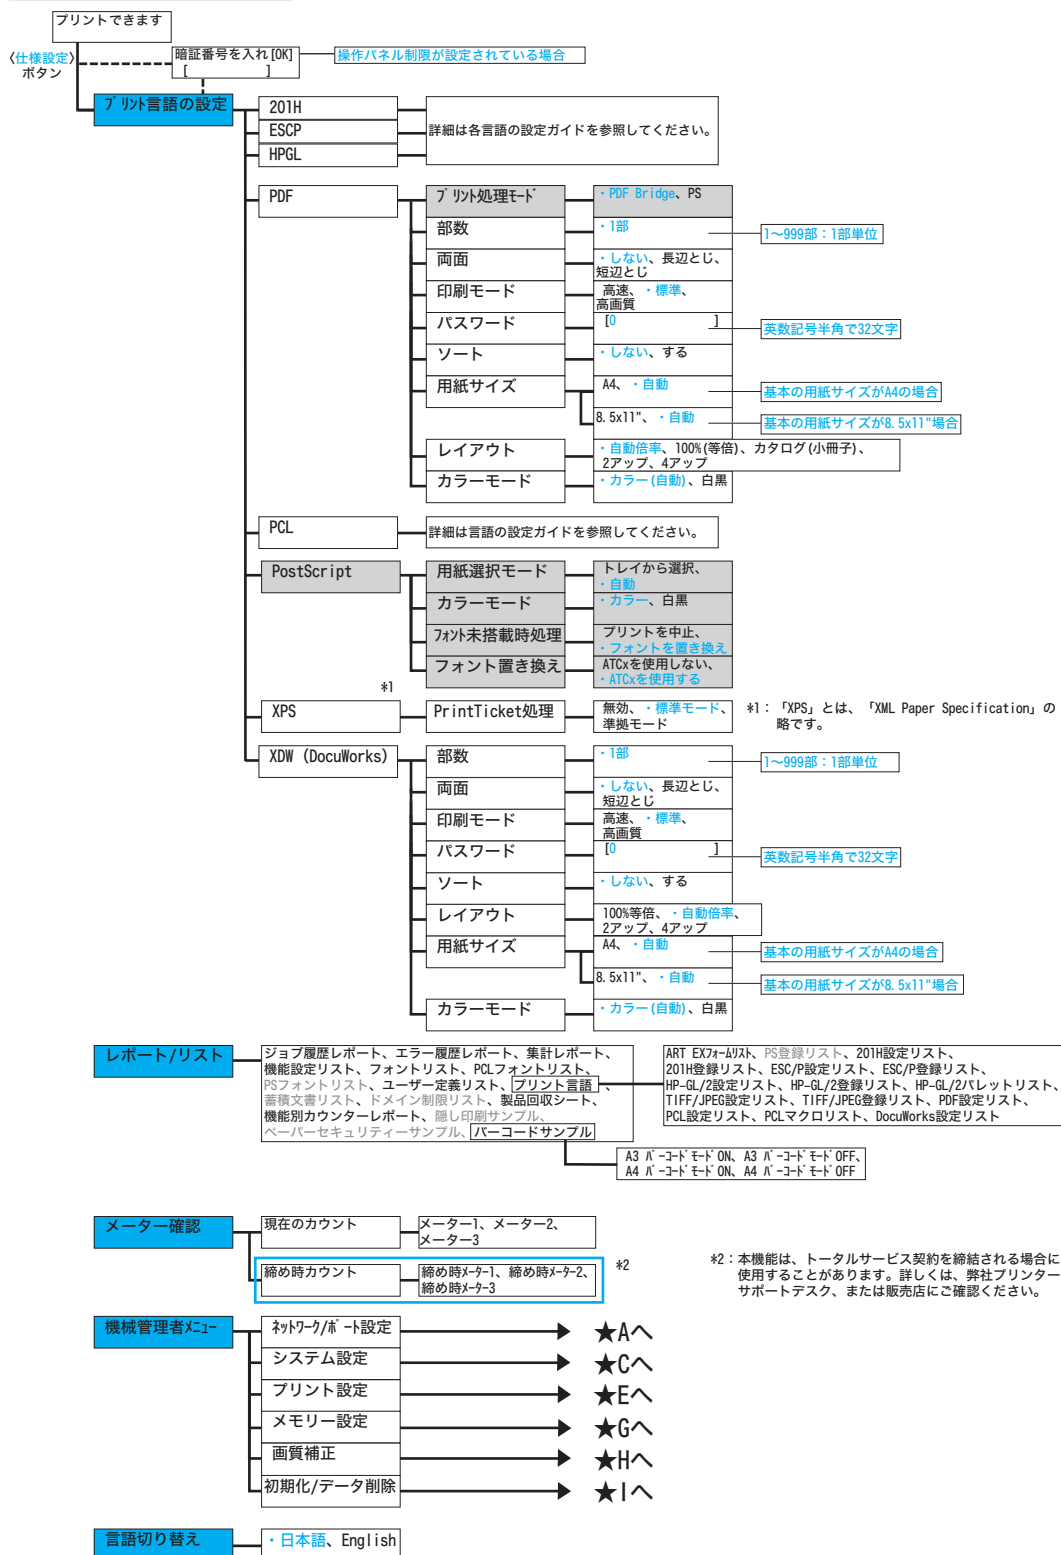 プリントできます
〈仕様設定〉
ボタン
暗証番号を入れ[OK]
[ ]
操作パネル制限が設定されている場合
プリント言語の設定
201H
ESCP
HPGL
詳細は各言語の設定ガイドを参照してください。
PDF
プリント処理モード
・PDF Bridge、PS
部数
・1部
1～999部：1部単位
両面
・しない、長辺とじ、
短辺とじ
印刷モード
高速、・標準、
高画質
パスワード
[0 ]
英数記号半角で32文字
ソート
・しない、する
用紙サイズ
A4、・自動
基本の用紙サイズがA4の場合
8.5x11"、・自動
基本の用紙サイズが8.5x11"場合
レイアウト
・自動倍率、100%(等倍)、カタログ(小冊子)、
2アップ、4アップ
カラーモード
・カラー(自動)、白黒
PCL
詳細は言語の設定ガイドを参照してください。
PostScript
用紙選択モード
トレイから選択、
・自動
カラーモード
・カラー、白黒
フォント未搭載時処理
プリントを中止、
・フォントを置き換え
フォント置き換え
ATCxを使用しない、
・ATCxを使用する
*1
XPS
PrintTicket処理
無効、・標準モード、
準拠モード
*1：「XPS」とは、「XML Paper Specification」の
略です。
XDW (DocuWorks)
部数
・1部
1～999部：1部単位
両面
・しない、長辺とじ、
短辺とじ
印刷モード
高速、・標準、
高画質
パスワード
[0 ]
英数記号半角で32文字
ソート
・しない、する
レイアウト
100%等倍、・自動倍率、
2アップ、4アップ
用紙サイズ
A4、・自動
基本の用紙サイズがA4の場合
8.5x11"、・自動
基本の用紙サイズが8.5x11"場合
カラーモード
・カラー(自動)、白黒
レポート/リスト
ジョブ履歴レポート、エラー履歴レポート、集計レポート、
機能設定リスト、フォントリスト、PCLフォントリスト、
PSフォントリスト、ユーザー定義リスト、プリント言語、
蓄積文書リスト、ドメイン制限リスト、製品回収シート、
機能別カウンターレポート、隠し印刷サンプル、
ペーパーセキュリティーサンプル、バーコードサンプル
ART EXフォームリスト、PS登録リスト、201H設定リスト、
201H登録リスト、ESC/P設定リスト、ESC/P登録リスト、
HP-GL/2設定リスト、HP-GL/2登録リスト、HP-GL/2パレットリスト、
TIFF/JPEG設定リスト、TIFF/JPEG登録リスト、PDF設定リスト、
PCL設定リスト、PCLマクロリスト、DocuWorks設定リスト
A3 バーコードモードON、A3 バーコードモードOFF、
A4 バーコードモードON、A4 バーコードモードOFF
メーター確認
現在のカウント
メーター1、メーター2、
メーター3
締め時カウント
締め時メーター1、締め時メーター2、
締め時メーター3
*2
*2：本機能は、トータルサービス契約を締結される場合に
使用することがあります。詳しくは、弊社プリンター
サポートデスク、または販売店にご確認ください。
機械管理者メニュー
ネットワーク/ポート設定
★Aへ
システム設定
★Cへ
プリント設定
★Eへ
メモリー設定
★Gへ
画質補正
★Hへ
初期化/データ削除
★Iへ
言語切り替え
・日本語、English